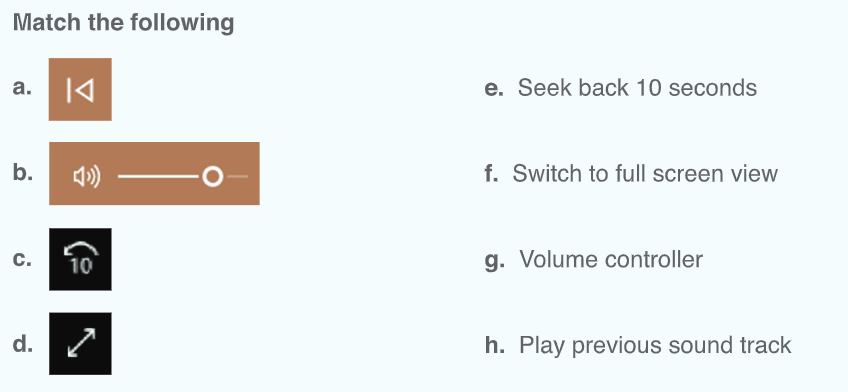 Match the following
a.
e. Seek back 10 seconds
b.
f. Switch to full screen view
c. 10
g. Volume controller
d.
h. Play previous sound track